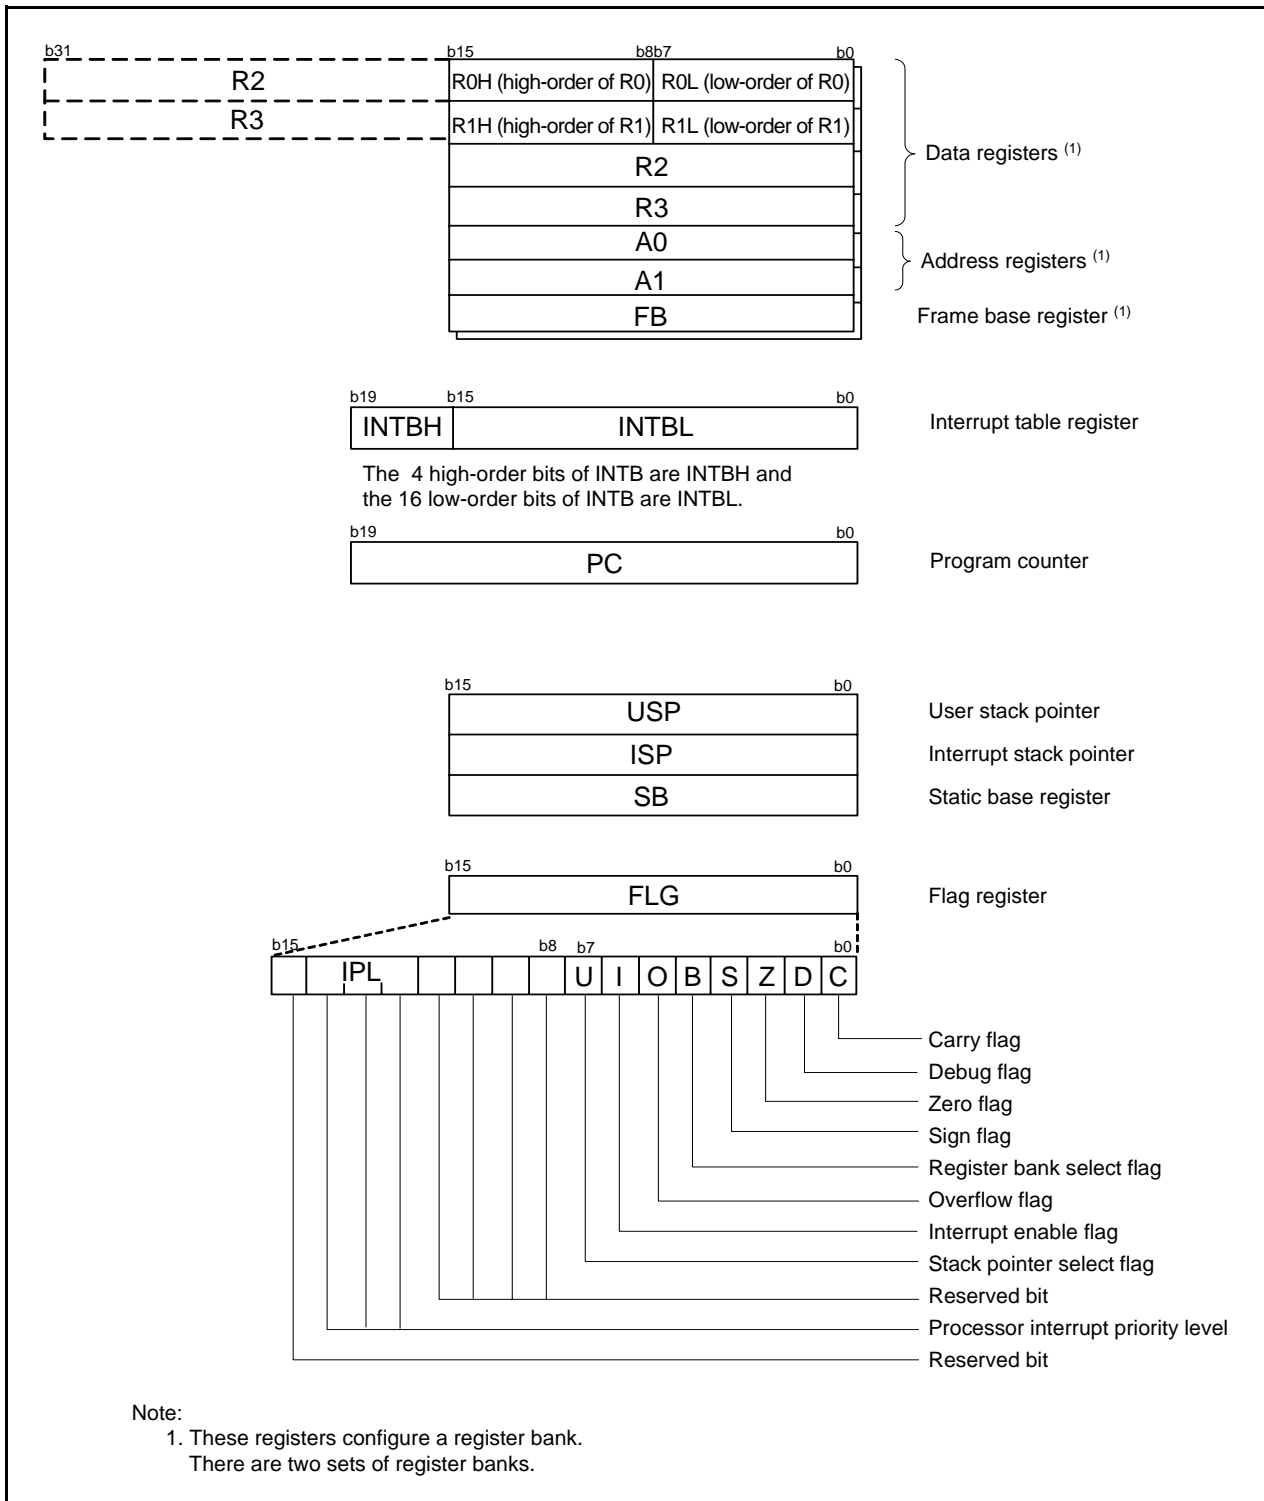 b31 b15 b8b7 b0
R2 R0H (high-order of R0) R0L (low-order of R0)
R3 R1H (high-order of R1) R1L (low-order of R1)
Data registers (1)
R2
R3
A0
Address registers (1)
A1
FB Frame base register (1)
b19 b15 b0
INTBH INTBL Interrupt table register
The 4 high-order bits of INTB are INTBH and
the 16 low-order bits of INTB are INTBL.
b19 b0
PC Program counter
b15 b0
USP User stack pointer
ISP Interrupt stack pointer
SB Static base register
b15 b0
FLG Flag register
b15 b8 b7 b0
IPL U I O B S Z D C
Carry flag
Debug flag
Zero flag
Sign flag
Register bank select flag
Overflow flag
Interrupt enable flag
Stack pointer select flag
Reserved bit
Processor interrupt priority level
Reserved bit
Note:
1. These registers configure a register bank.
There are two sets of register banks.